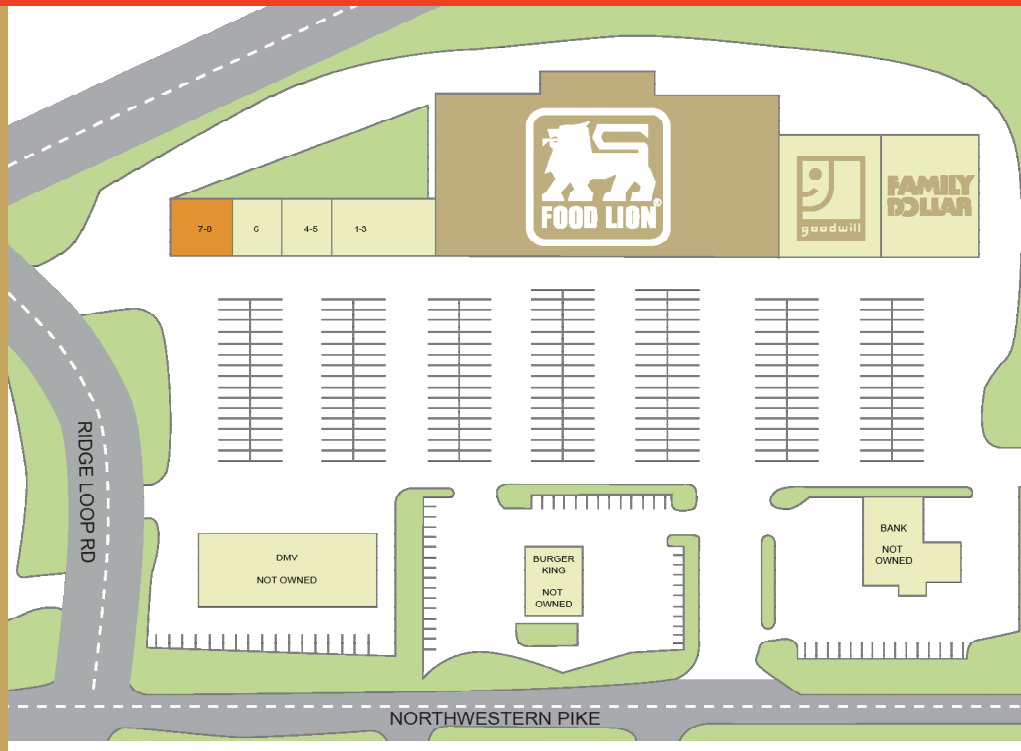 FOOD LION®
goodwill
FAMILY
DOLLAR
7-8
6
4-5
1-3
RIDGE LOOP RD
DMV
NOT OWNED
BURGER
KING
NOT
OWNED
BANK
NOT
OWNED
NORTHWESTERN PIKE